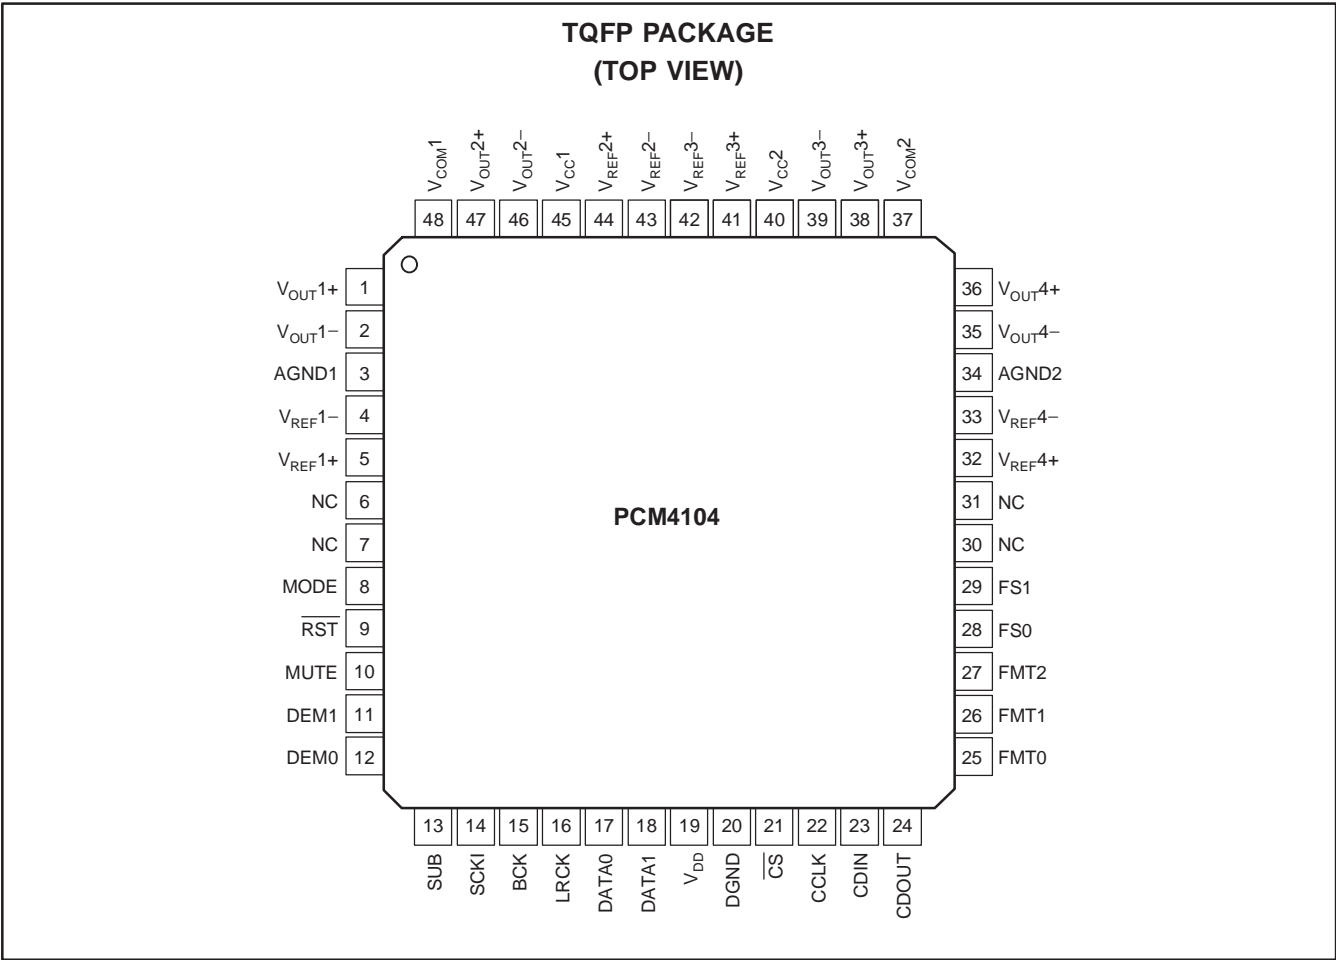 TQFP PACKAGE
(TOP VIEW)
VCOM1 VOUT2+ VOUT2− VCC1 VREF2+ VREF2− VREF3− VREF3+ VCC2 VOUT3− VOUT3+ VCOM2
48 47 46 45 44 43 42 41 40 39 38 37
VOUT1+ 1 36 VOUT4+
VOUT1− 2 35 VOUT4−
AGND1 3 34 AGND2
VREF1− 4 33 VREF4−
VREF1+ 5 32 VREF4+
NC 6 31 NC
PCM4104
NC 7 30 NC
MODE 8 29 FS1
R̅S̅T̅ 9 28 FS0
MUTE 10 27 FMT2
DEM1 11 26 FMT1
DEM0 12 25 FMT0
13 14 15 16 17 18 19 20 21 22 23 24
SUB SCKI BCK LRCK DATA0 DATA1 VDD DGND C̅S̅ CCLK CDIN CDOUT